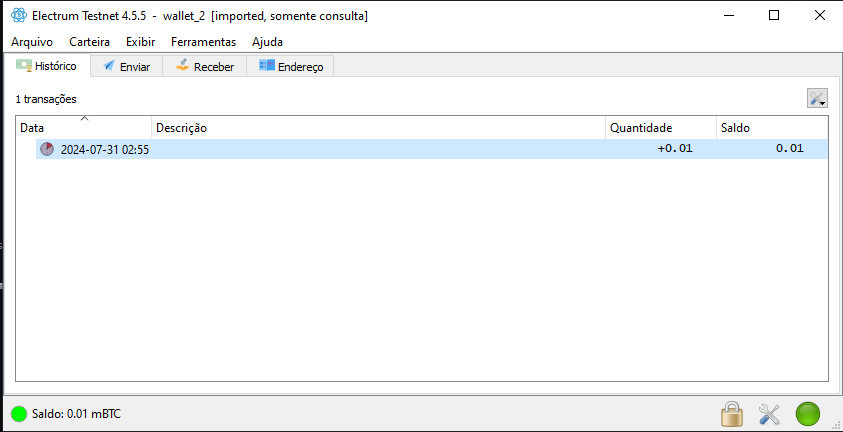 Electrum Testnet 4.5.5 - wallet_2 [imported, somente consulta]
Arquivo Carteira Exibir Ferramentas Ajuda
Histórico Enviar Receber Endereço
1 transações
Data Descrição Quantidade Saldo
2024-07-31 02:55 +0.01 0.01
Saldo: 0.01 mBTC